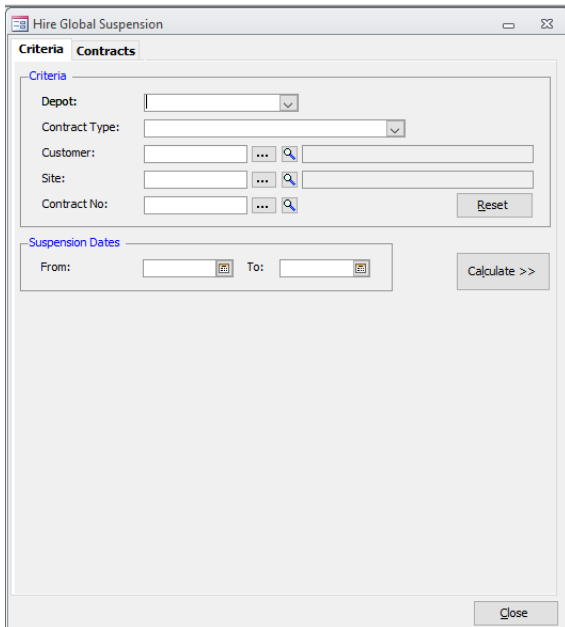 Hire Global Suspension
Criteria Contracts
Criteria
Depot:
Contract Type:
Customer: ...
Site: ...
Contract No: ... Reset
Suspension Dates
From: To: Calculate >>
Close